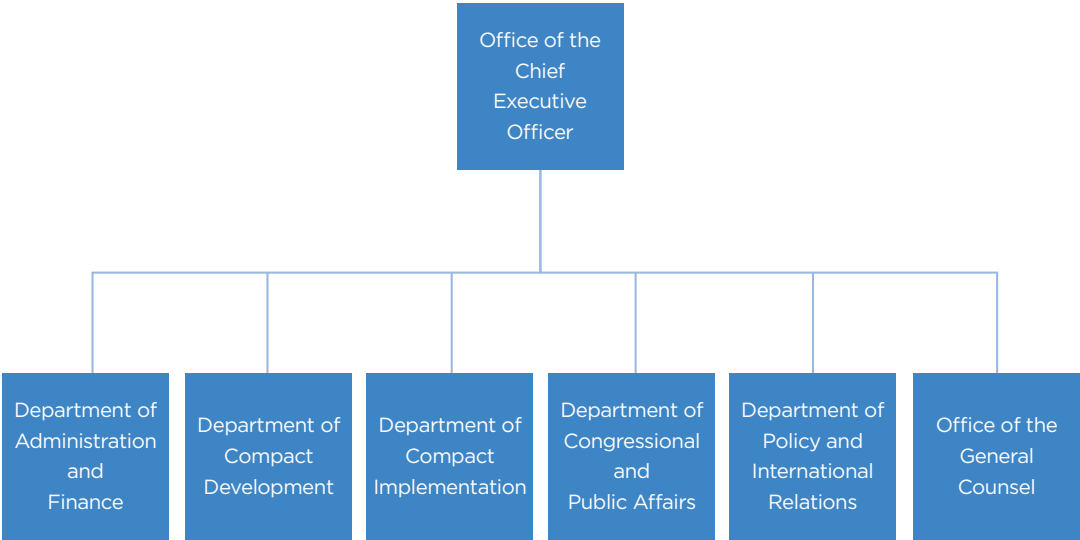 Office of the
Chief
Executive
Officer
Department of
Administration
and
Finance
Department of
Compact
Development
Department of
Compact
Implementation
Department of
Congressional
and
Public Affairs
Department of
Policy and
International
Relations
Office of the
General
Counsel